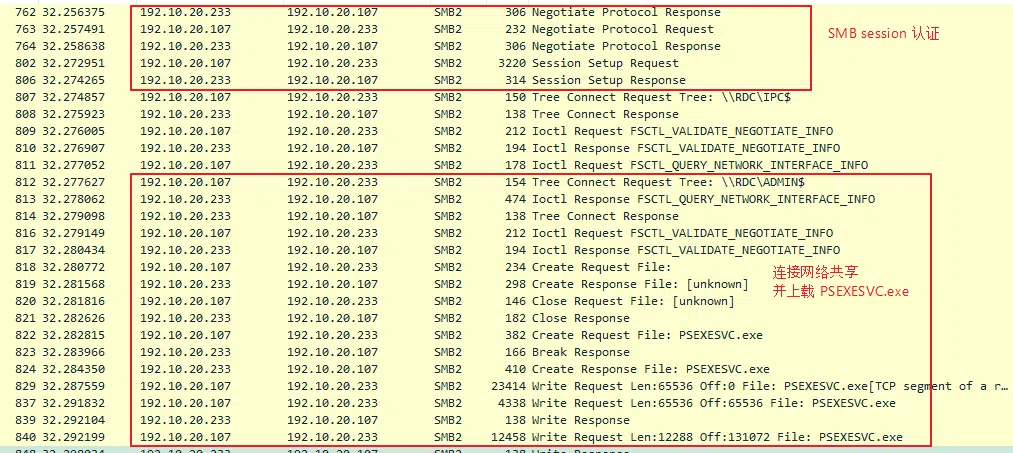 762 32.256375 192.10.20.233 192.10.20.107 SMB2 306 Negotiate Protocol Response
763 32.257491 192.10.20.107 192.10.20.233 SMB2 232 Negotiate Protocol Request
SMB session 认证
764 32.258638 192.10.20.233 192.10.20.107 SMB2 306 Negotiate Protocol Response
802 32.272951 192.10.20.107 192.10.20.233 SMB2 3220 Session Setup Request
806 32.274265 192.10.20.233 192.10.20.107 SMB2 314 Session Setup Response
807 32.274857 192.10.20.107 192.10.20.233 SMB2 150 Tree Connect Request Tree: \\RDC\IPC$
808 32.275923 192.10.20.233 192.10.20.107 SMB2 138 Tree Connect Response
809 32.276005 192.10.20.107 192.10.20.233 SMB2 212 Ioctl Request FSCTL_VALIDATE_NEGOTIATE_INFO
810 32.276907 192.10.20.233 192.10.20.107 SMB2 194 Ioctl Response FSCTL_VALIDATE_NEGOTIATE_INFO
811 32.277052 192.10.20.107 192.10.20.233 SMB2 178 Ioctl Request FSCTL_QUERY_NETWORK_INTERFACE_INFO
812 32.277627 192.10.20.107 192.10.20.233 SMB2 154 Tree Connect Request Tree: \\RDC\ADMIN$
813 32.278062 192.10.20.233 192.10.20.107 SMB2 474 Ioctl Response FSCTL_QUERY_NETWORK_INTERFACE_INFO
814 32.279098 192.10.20.233 192.10.20.107 SMB2 138 Tree Connect Response
816 32.279149 192.10.20.107 192.10.20.233 SMB2 212 Ioctl Request FSCTL_VALIDATE_NEGOTIATE_INFO
817 32.280434 192.10.20.233 192.10.20.107 SMB2 194 Ioctl Response FSCTL_VALIDATE_NEGOTIATE_INFO
818 32.280772 192.10.20.107 192.10.20.233 SMB2 234 Create Request File:
连接网络共享
819 32.281568 192.10.20.233 192.10.20.107 SMB2 298 Create Response File: [unknown]
并上载 PSEXESVC.exe
820 32.281816 192.10.20.107 192.10.20.233 SMB2 146 Close Request File: [unknown]
821 32.282626 192.10.20.233 192.10.20.107 SMB2 182 Close Response
822 32.282815 192.10.20.107 192.10.20.233 SMB2 382 Create Request File: PSEXESVC.exe
823 32.283966 192.10.20.233 192.10.20.107 SMB2 166 Break Response
824 32.284350 192.10.20.233 192.10.20.107 SMB2 410 Create Response File: PSEXESVC.exe
829 32.287559 192.10.20.107 192.10.20.233 SMB2 23414 Write Request Len:65536 Off:0 File: PSEXESVC.exe[TCP segment of a r…
837 32.291832 192.10.20.107 192.10.20.233 SMB2 4338 Write Request Len:65536 Off:65536 File: PSEXESVC.exe
839 32.292104 192.10.20.233 192.10.20.107 SMB2 138 Write Response
840 32.292199 192.10.20.107 192.10.20.233 SMB2 12458 Write Request Len:12288 Off:131072 File: PSEXESVC.exe